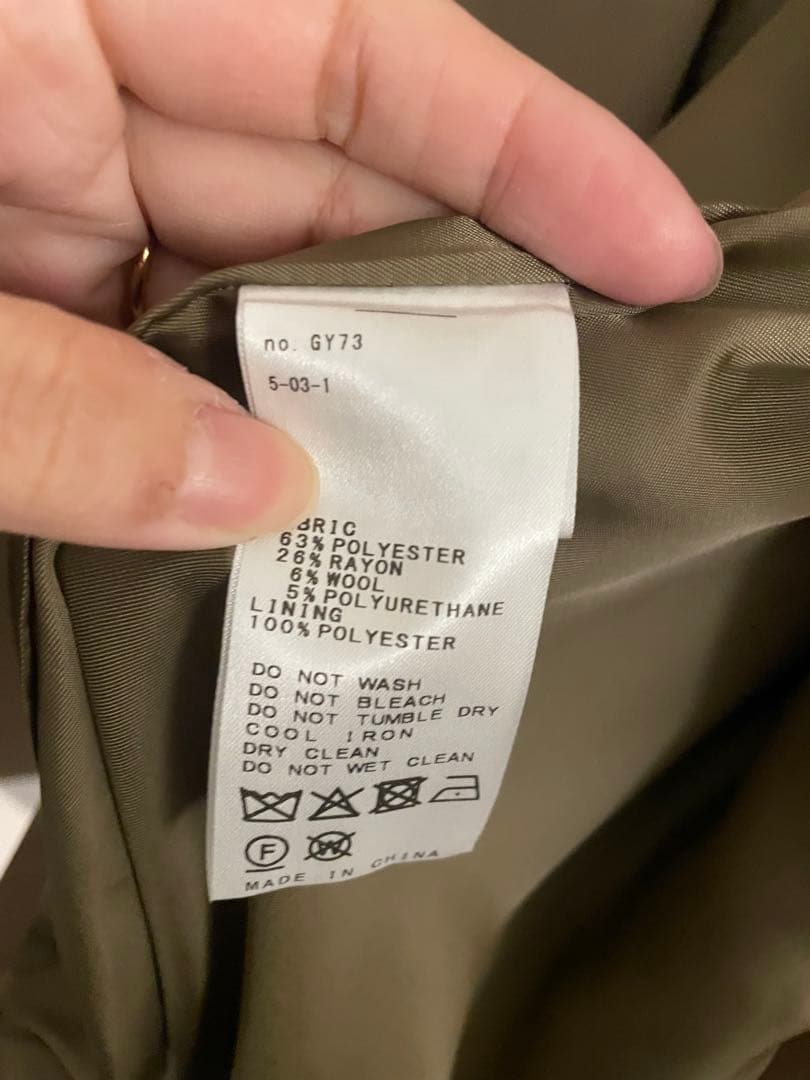 no. GY73
5-03-1
BRIC
63% POLYESTER
26% RAYON
6% WOOL
5% POLYURETHANE
LINING
100% POLYESTER
DO NOT WASH
DO NOT BLEACH
DO NOT TUMBLE DRY
COOL IRON
DRY CLEAN
DO NOT WET CLEAN
F W
MADE IN CHINA